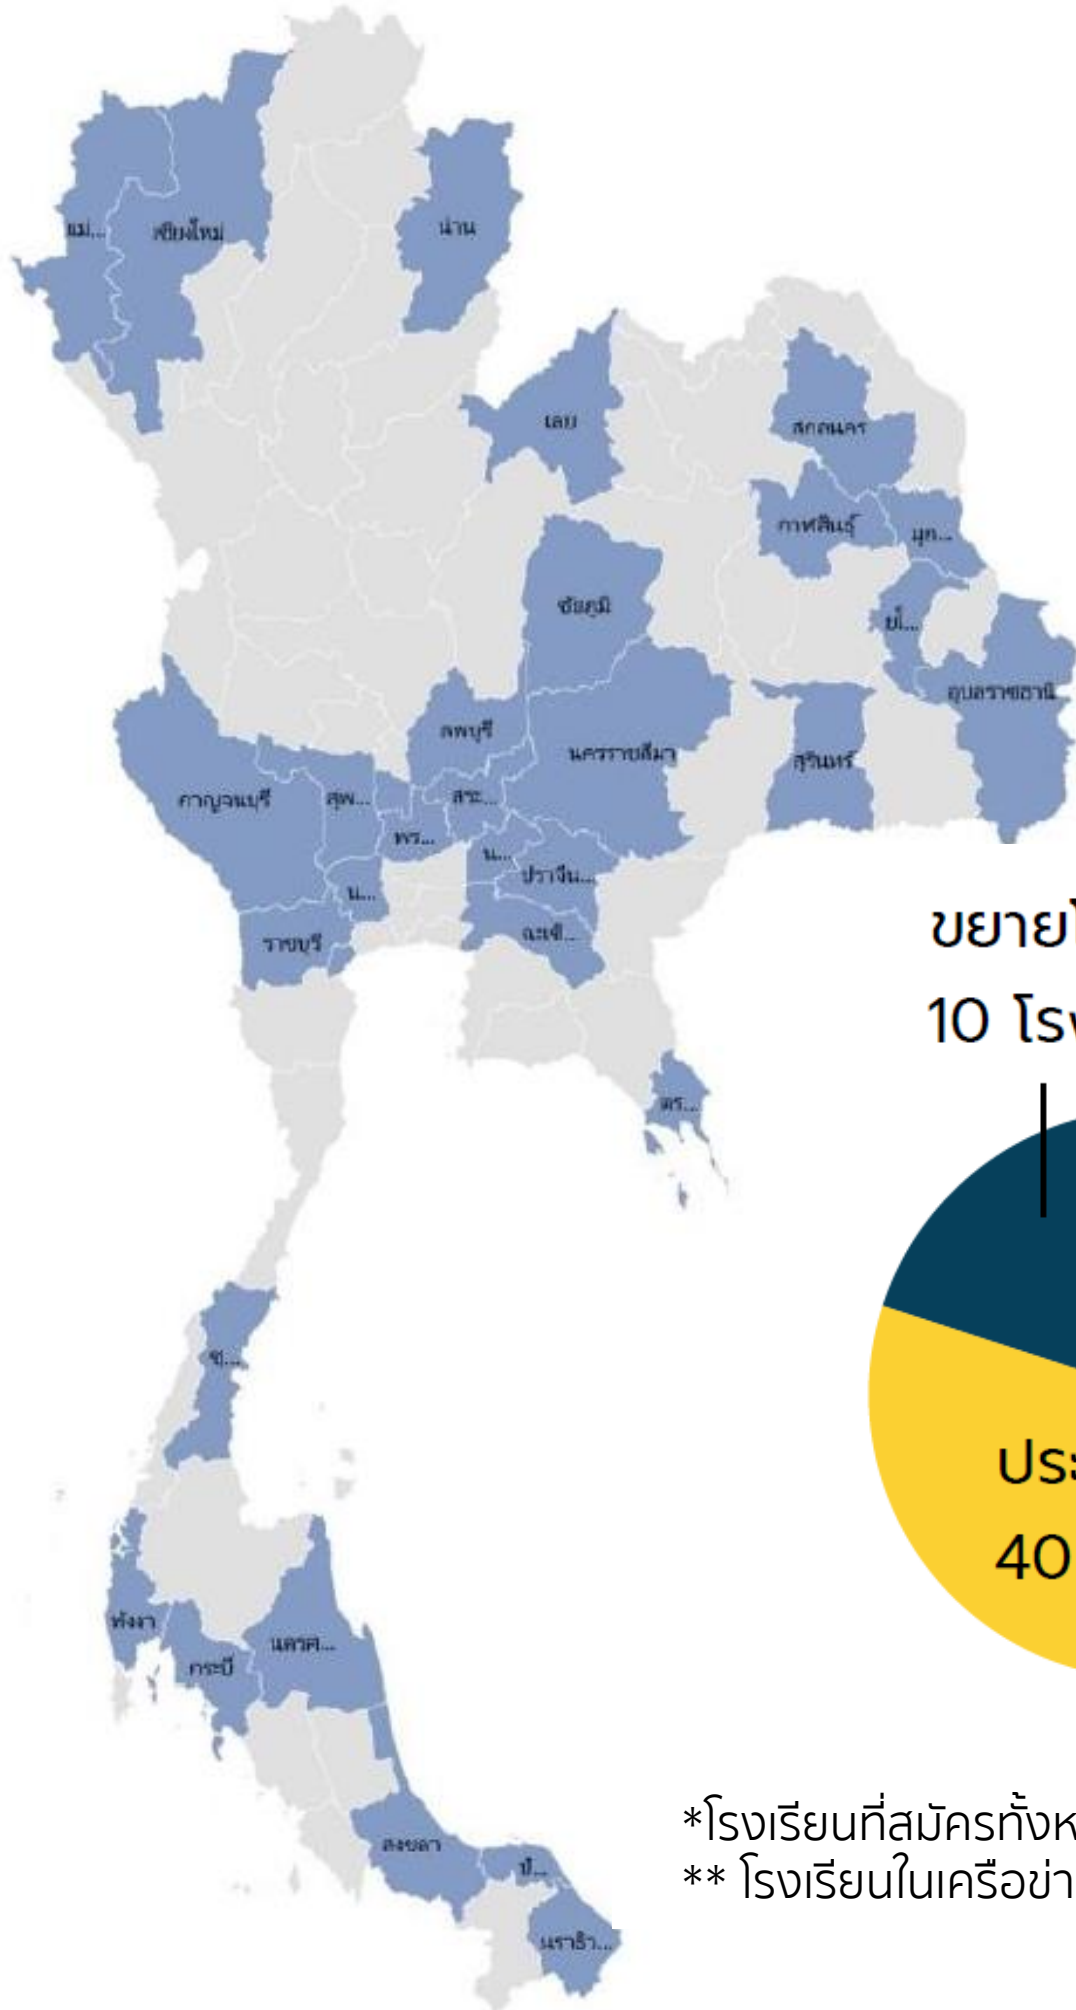 แม่...
เชียงใหม่
น่าน
เลย
สกลนคร
กาฬสินธุ์
มุก...
ชัยภูมิ
ยโ...
อุบลราชธานี
ลพบุรี
นครราชสีมา
สุรินทร์
กาญจนบุรี
สุพ...
สระ...
พร...
น...
ปราจีน...
น...
ราชบุรี
ฉะเชิ...
ขยายโ
10 โรง
ตร...
ชุ...
ประ
40
พังงา
กระบี่
นครศ...
*โรงเรียนที่สมัครทั้งห
สงขลา
ปั...
** โรงเรียนในเครือข่า
นราธิว...